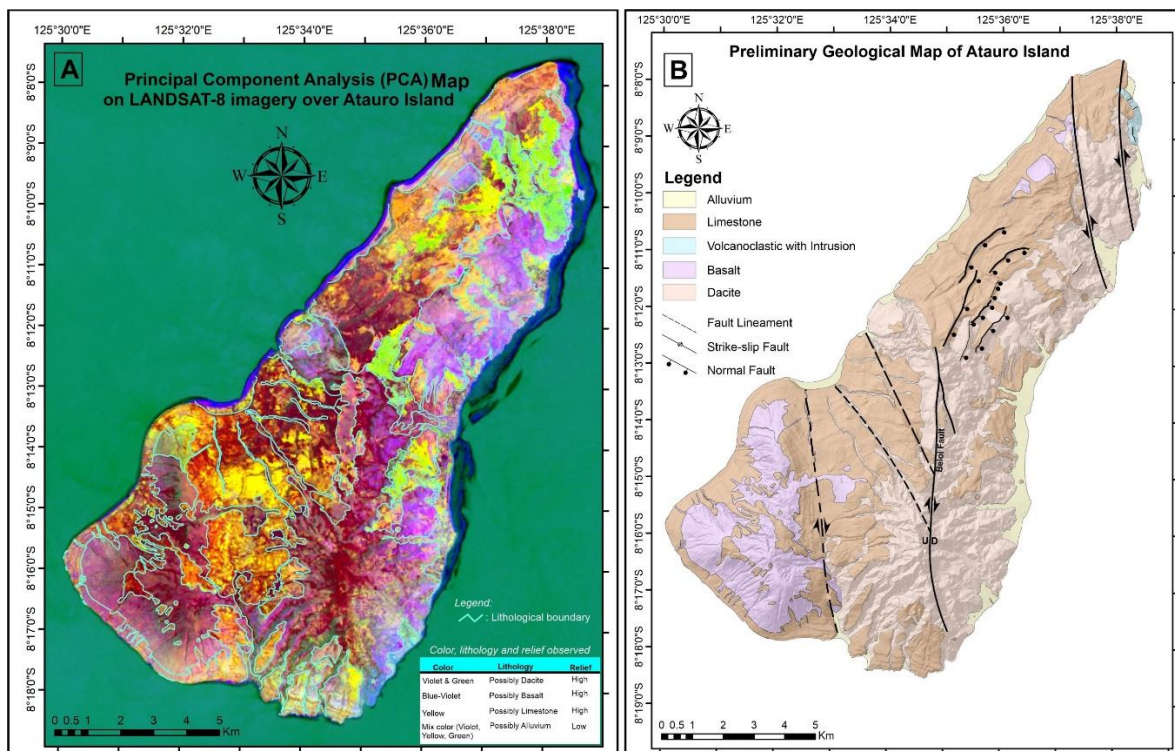 125°30'0"E 125°32'0"E 125°34'0"E 125°36'0"E 125°38'0"E
A
Principal Component Analysis (PCA) Map
on LANDSAT-8 imagery over Atauro Island
N
W E
S
8°8'0"S
8°9'0"S
8°10'0"S
8°11'0"S
8°12'0"S
8°13'0"S
8°14'0"S
8°15'0"S
8°16'0"S
8°17'0"S
8°18'0"S
Legend:
: Lithological boundary
Color, lithology and relief observed
Color Lithology Relief
Violet & Green Possibly Dacite High
Blue-Violet Possibly Basalt High
Yellow Possibly Limestone High
Mix color (Violet, Yellow, Green) Possibly Alluvium Low
0 0.5 1 2 3 4 5
Km
125°30'0"E 125°32'0"E 125°34'0"E 125°36'0"E 125°38'0"E
B
Preliminary Geological Map of Atauro Island
N
W E
S
8°8'0"S
8°9'0"S
8°10'0"S
8°11'0"S
8°12'0"S
8°13'0"S
8°14'0"S
8°15'0"S
8°16'0"S
8°17'0"S
8°18'0"S
8°19'0"S
Legend
Alluvium
Limestone
Volcanoclastic with Intrusion
Basalt
Dacite
Fault Lineament
Strike-slip Fault
Normal Fault
Beloi Fault
U D
0 0.5 1 2 3 4 5
Km